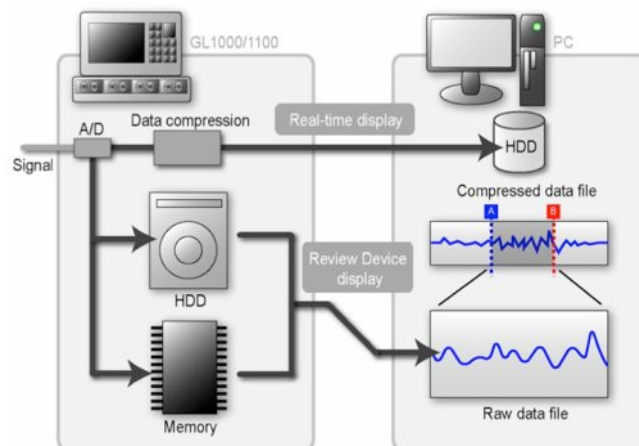 GL1000/1100
PC
A/D
Data compression
Real-time display
HDD
Signal
Compressed data file
A
B
Review Device
display
HDD
Memory
Raw data file